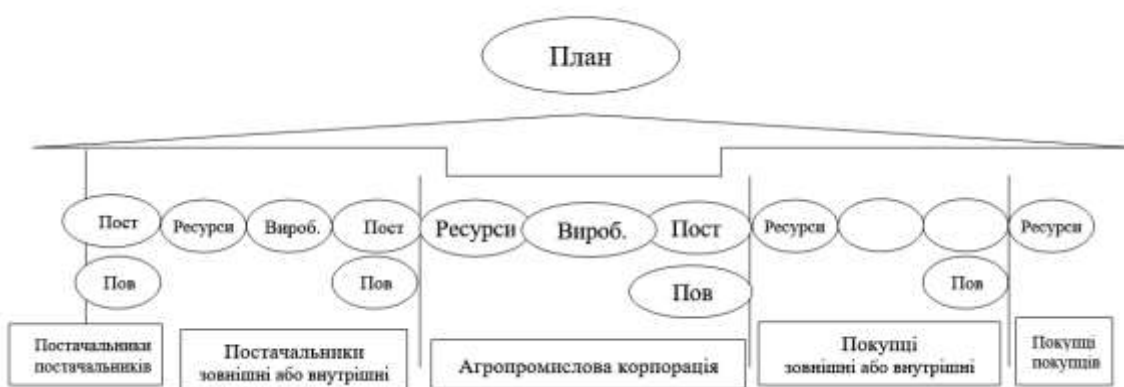 План
Пост
Ресурси
Вироб.
Пост
Ресурси
Вироб.
Пост
Ресурси
Ресурси
Пов
Пов
Пов
Пов
Постачальники
постачальників
Постачальники
зовнішні або внутрішні
Агропромислова корпорація
Покупці
зовнішні або внутрішні
Покупці
покупців